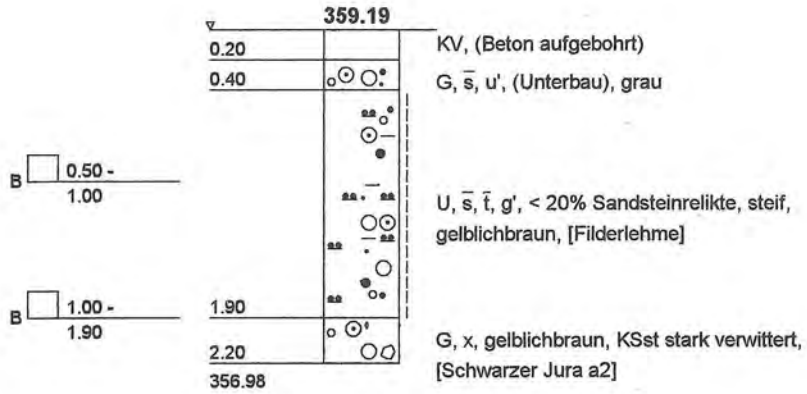 359.19
0.20
KV, (Beton aufgebohrt)
0.40
G, s̅, u', (Unterbau), grau
B
0.50 -
1.00
U, s̅, t̅, g', < 20% Sandsteinrelikte, steif,
gelblichbraun, [Filderlehme]
B
1.00 -
1.90
1.90
G, x, gelblichbraun, KSst stark verwittert,
[Schwarzer Jura a2]
2.20
356.98